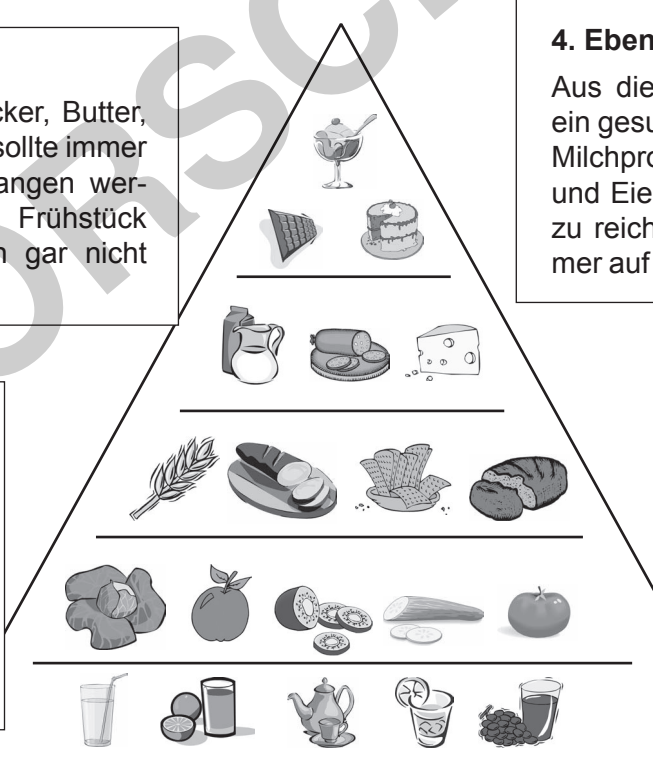 cker, Butter,
sollte immer
angen wer-
Frühstück
n gar nicht
4. Eben
Aus die
ein gesu
Milchpro
und Eie
zu reich
mer auf
ORSC